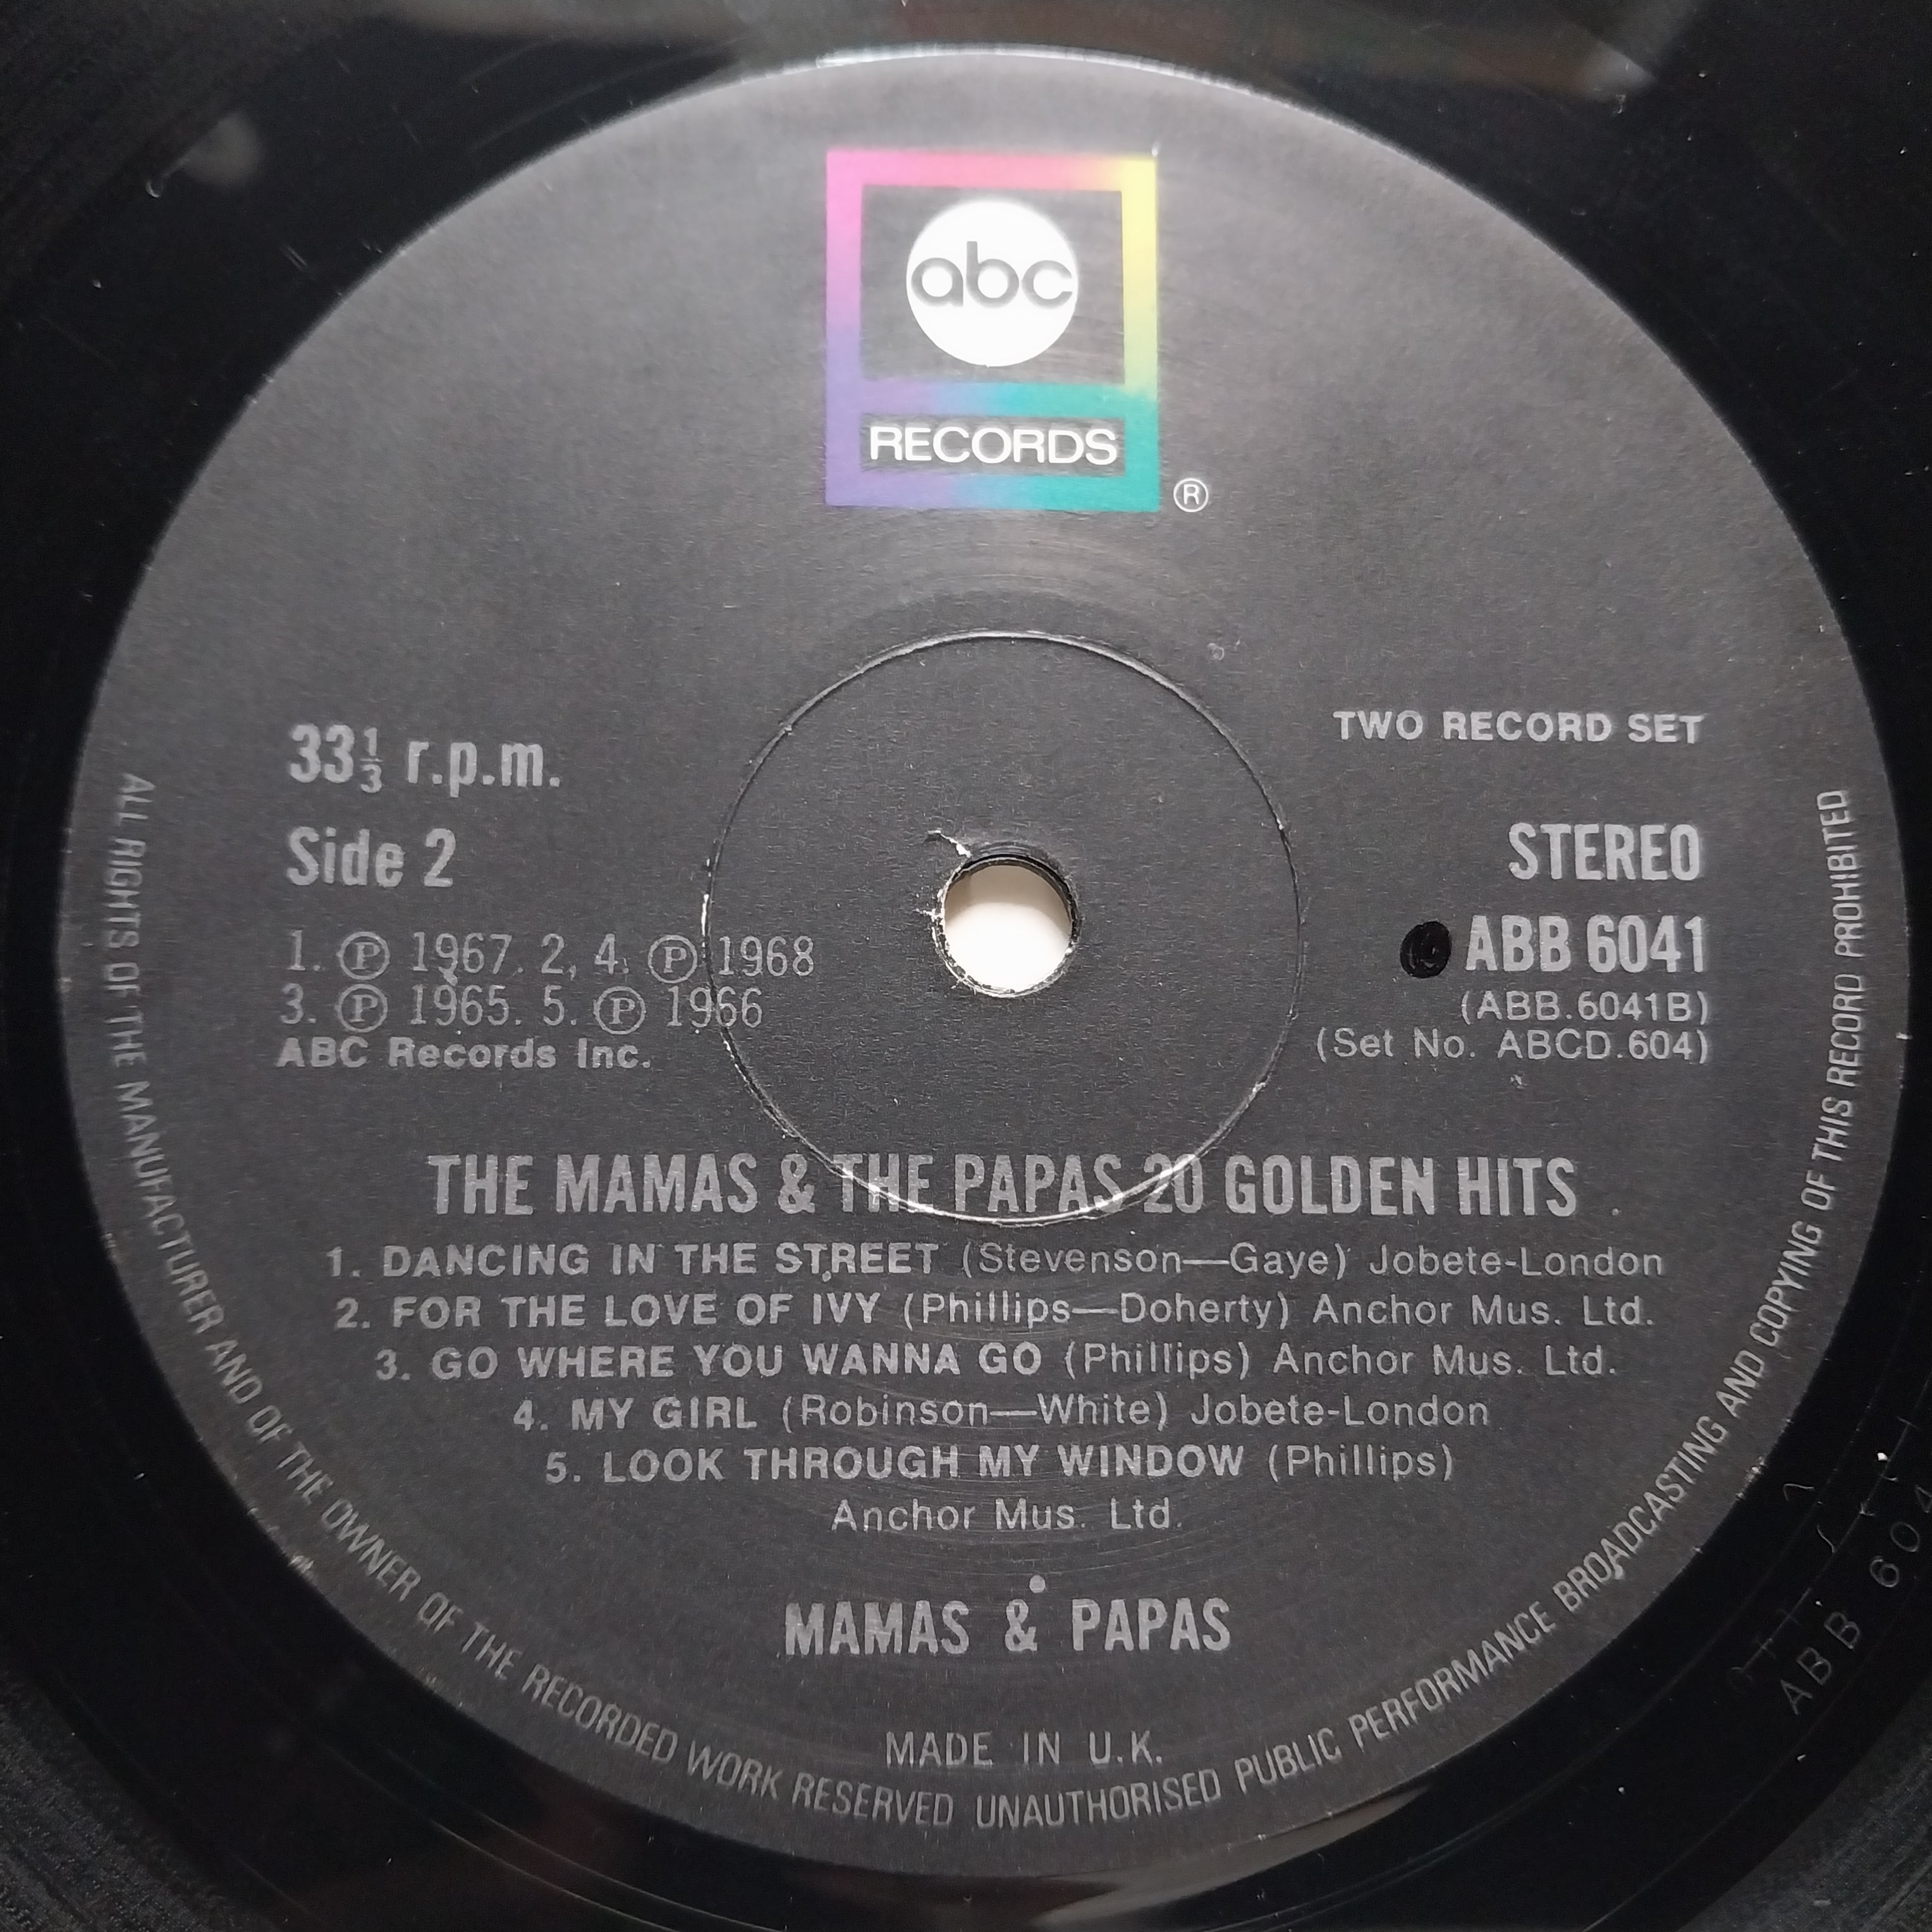 abc
RECORDS
®
33⅓ r.p.m.
Side 2
1. Ⓟ 1967. 2, 4. Ⓟ 1968
3. Ⓟ 1965. 5. Ⓟ 1966
ABC Records Inc.
TWO RECORD SET
STEREO
ABB 6041
(ABB.6041B)
(Set No. ABCD.604)
THE MAMAS & THE PAPAS 20 GOLDEN HITS
1. DANCING IN THE STREET (Stevenson—Gaye) Jobete-London
2. FOR THE LOVE OF IVY (Phillips—Doherty) Anchor Mus. Ltd.
3. GO WHERE YOU WANNA GO (Phillips) Anchor Mus. Ltd.
4. MY GIRL (Robinson—White) Jobete-London
5. LOOK THROUGH MY WINDOW (Phillips)
Anchor Mus. Ltd.
MAMAS & PAPAS
MADE IN U.K.
ALL RIGHTS OF THE MANUFACTURER AND OF THE OWNER OF THE RECORDED WORK RESERVED UNAUTHORISED PUBLIC PERFORMANCE BROADCASTING AND COPYING OF THIS RECORD PROHIBITED
ABB